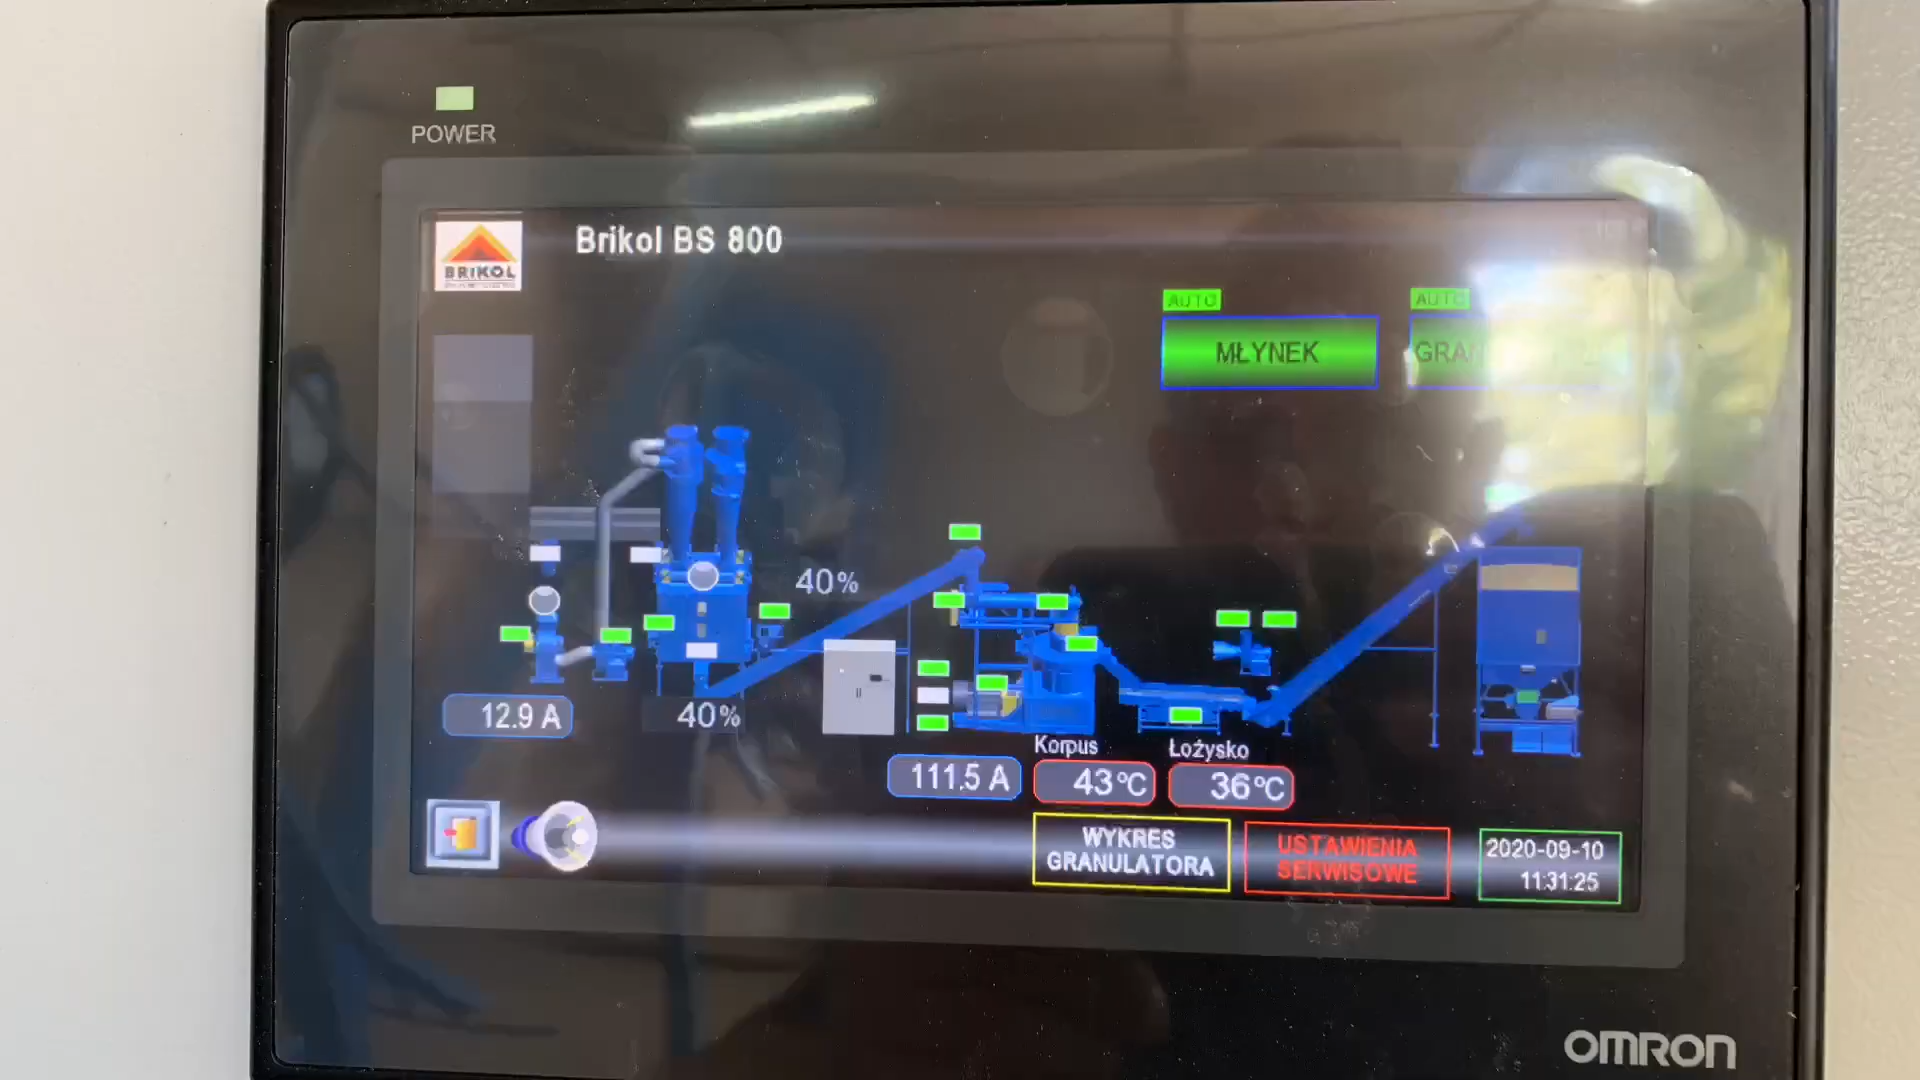 POWER
BRIKOL
Brikol BS 800
AUTO
AUTO
MŁYNEK
GRAN
40%
12.9 A
40%
Korpus
Łożysko
111.5 A
43°C
36°C
WYKRES
GRANULATORA
USTAWIENIA
SERWISOWE
2020-09-10
11:31:25
OMRON